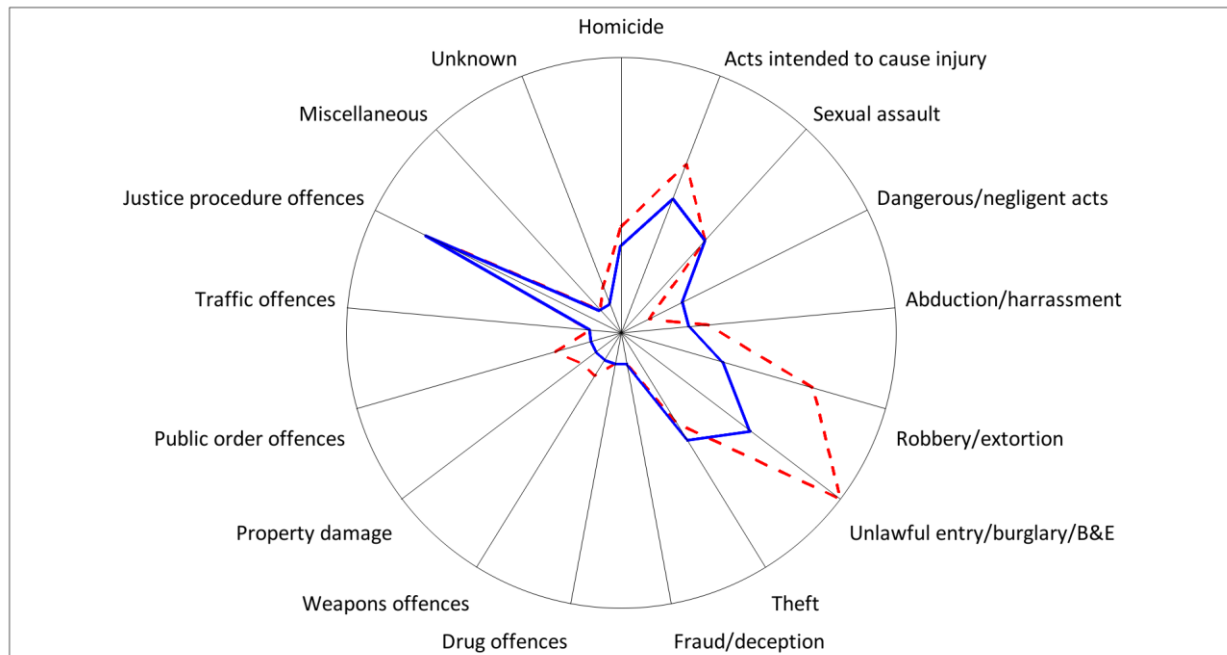 Homicide
Unknown
Acts intended to cause injury
Miscellaneous
Sexual assault
Justice procedure offences
Dangerous/negligent acts
Traffic offences
Abduction/harrassment
Public order offences
Robbery/extortion
Property damage
Unlawful entry/burglary/B&E
Weapons offences
Theft
Drug offences
Fraud/deception